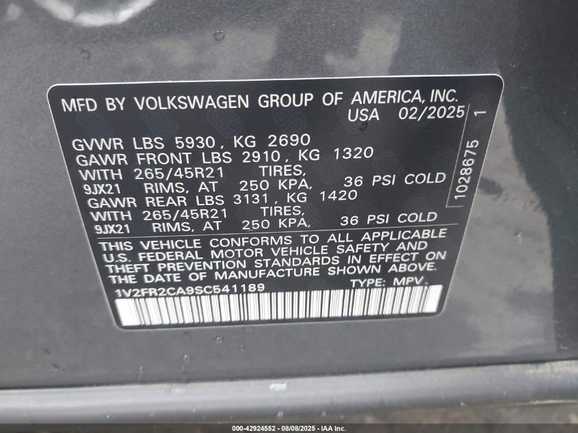 MFD BY VOLKSWAGEN GROUP OF AMERICA, INC.
USA 02/2025
GVWR LBS 5930, KG 2690
GAWR FRONT LBS 2910, KG 1320
WITH 265/45R21 TIRES,
9JX21 RIMS, AT 250 KPA, 36 PSI COLD
GAWR REAR LBS 3131, KG 1420
WITH 265/45R21 TIRES,
9JX21 RIMS, AT 250 KPA, 36 PSI COLD
THIS VEHICLE CONFORMS TO ALL APPLICABLE
U.S. FEDERAL MOTOR VEHICLE SAFETY AND
THEFT PREVENTION STANDARDS IN EFFECT ON
THE DATE OF MANUFACTURE SHOWN ABOVE.
1V2FR2CA9SC541189 TYPE: MPV.
1028675 1
000-42924552 - 08/08/2025 - IAA Inc.